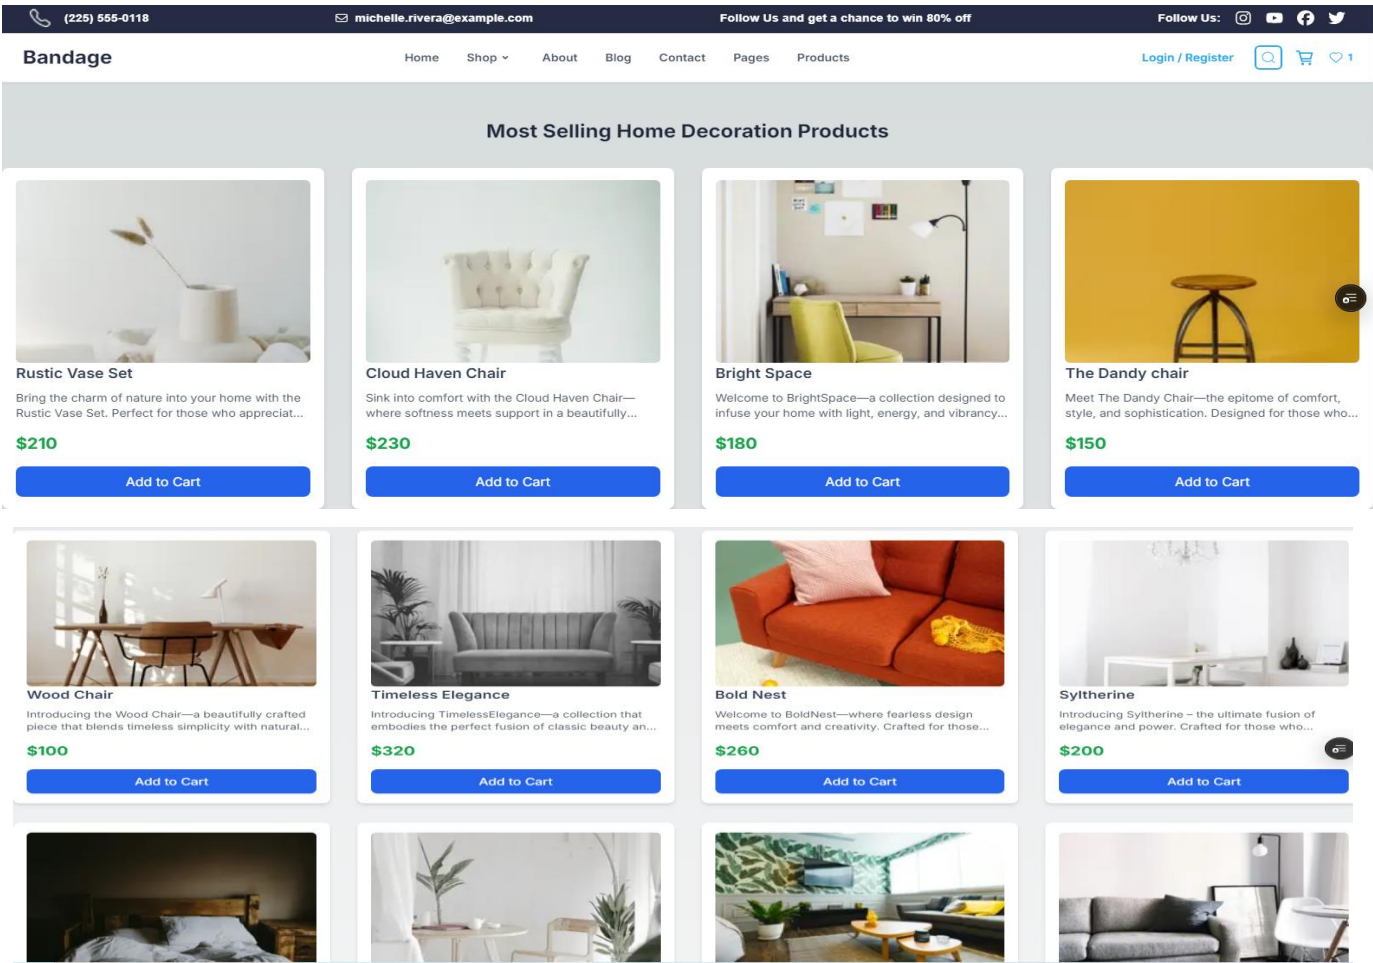 (225) 555-0118 michelle.rivera@example.com Follow Us and get a chance to win 80% off Follow Us:
Bandage Home Shop About Blog Contact Pages Products Login / Register 1
Most Selling Home Decoration Products
Rustic Vase Set
Bring the charm of nature into your home with the
Rustic Vase Set. Perfect for those who appreciat...
$210
Add to Cart
Cloud Haven Chair
Sink into comfort with the Cloud Haven Chair—
where softness meets support in a beautifully...
$230
Add to Cart
Bright Space
Welcome to BrightSpace—a collection designed to
infuse your home with light, energy, and vibrancy...
$180
Add to Cart
The Dandy chair
Meet The Dandy Chair—the epitome of comfort,
style, and sophistication. Designed for those who...
$150
Add to Cart
Wood Chair
Introducing the Wood Chair—a beautifully crafted
piece that blends timeless simplicity with natural...
$100
Add to Cart
Timeless Elegance
Introducing TimelessElegance—a collection that
embodies the perfect fusion of classic beauty an...
$320
Add to Cart
Bold Nest
Welcome to BoldNest—where fearless design
meets comfort and creativity. Crafted for those...
$260
Add to Cart
Syltherine
Introducing Syltherine – the ultimate fusion of
elegance and power. Crafted for those who...
$200
Add to Cart